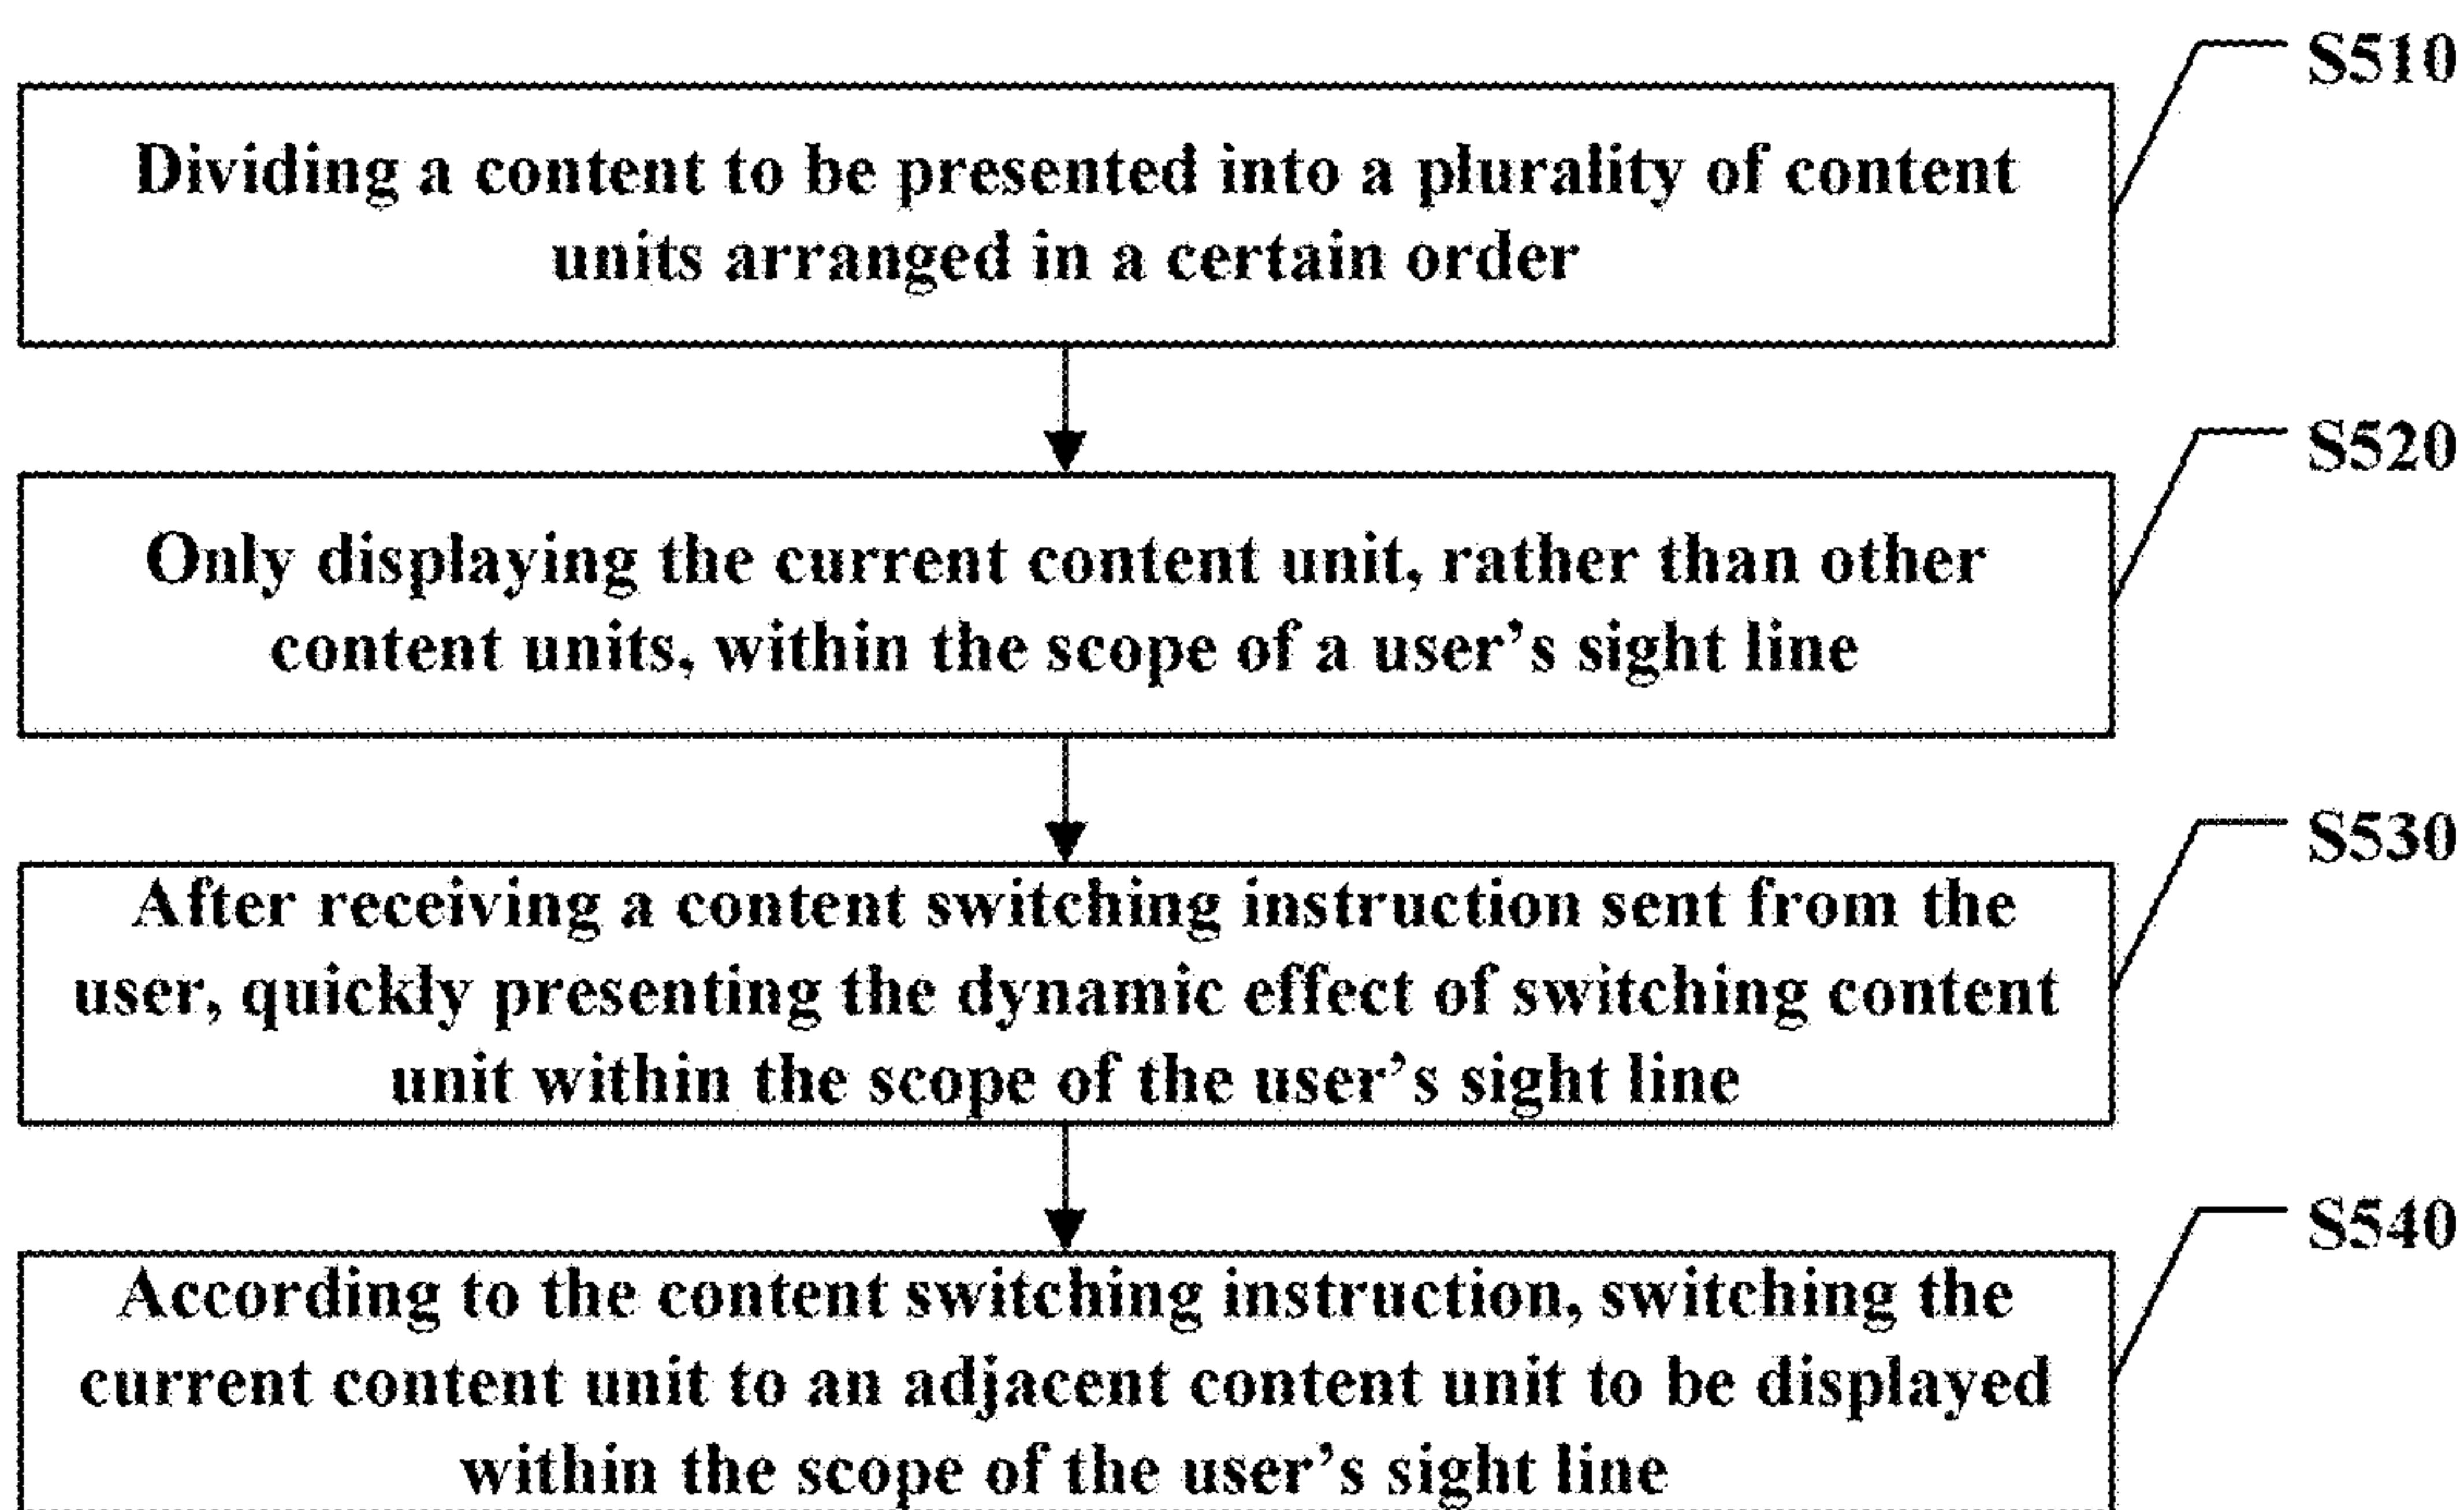 S510
Dividing a content to be presented into a plurality of content
units arranged in a certain order
S520
Only displaying the current content unit, rather than other
content units, within the scope of a user’s sight line
S530
After receiving a content switching instruction sent from the
user, quickly presenting the dynamic effect of switching content
unit within the scope of the user’s sight line
S540
According to the content switching instruction, switching the
current content unit to an adjacent content unit to be displayed
within the scope of the user’s sight line